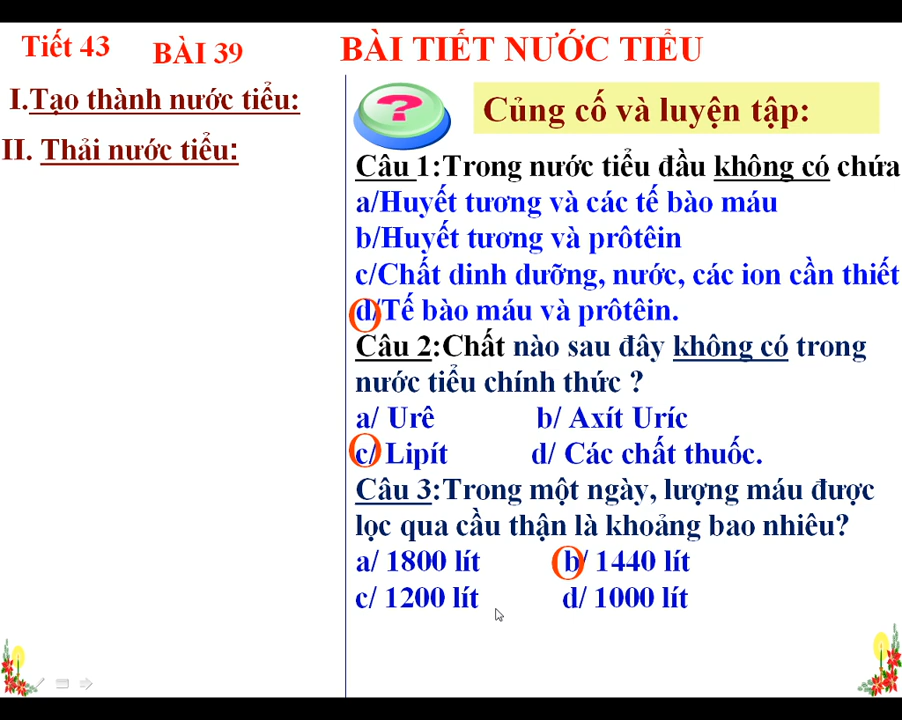 Tiết 43 BÀI 39 BÀI TIẾT NƯỚC TIỂU
I.Tạo thành nước tiểu:
II. Thải nước tiểu:
? Củng cố và luyện tập:
Câu 1:Trong nước tiểu đầu không có chứa
a/Huyết tương và các tế bào máu
b/Huyết tương và prôtêin
c/Chất dinh dưỡng, nước, các ion cần thiết
d/Tế bào máu và prôtêin.
Câu 2:Chất nào sau đây không có trong
nước tiểu chính thức ?
a/ Urê b/ Axít Uríc
c/ Lipít d/ Các chất thuốc.
Câu 3:Trong một ngày, lượng máu được
lọc qua cầu thận là khoảng bao nhiêu?
a/ 1800 lít b/ 1440 lít
c/ 1200 lít d/ 1000 lít